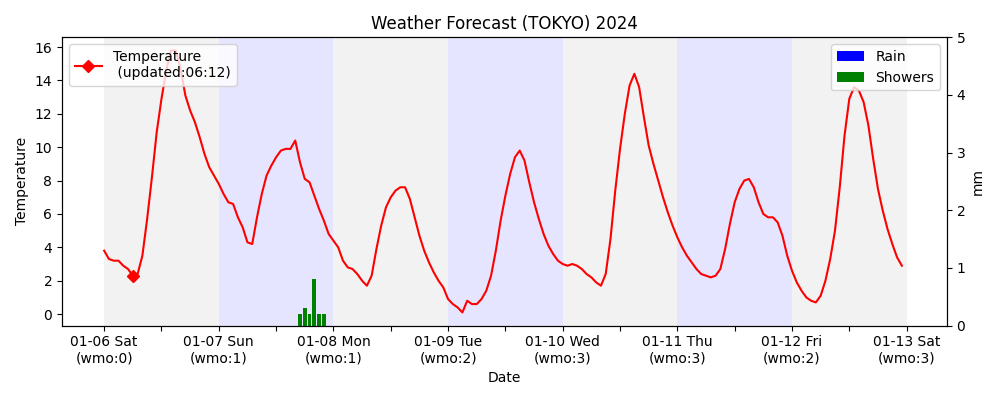 Weather Forecast (TOKYO) 2024
Temperature
(updated:06:12)
Rain
Showers
16
14
12
10
8
6
4
2
0
Temperature
5
4
3
2
1
0
mm
01-06 Sat 01-07 Sun 01-08 Mon 01-09 Tue 01-10 Wed 01-11 Thu 01-12 Fri 01-13 Sat
(wmo:0) (wmo:1) (wmo:1) (wmo:2) (wmo:3) (wmo:3) (wmo:2) (wmo:3)
Date